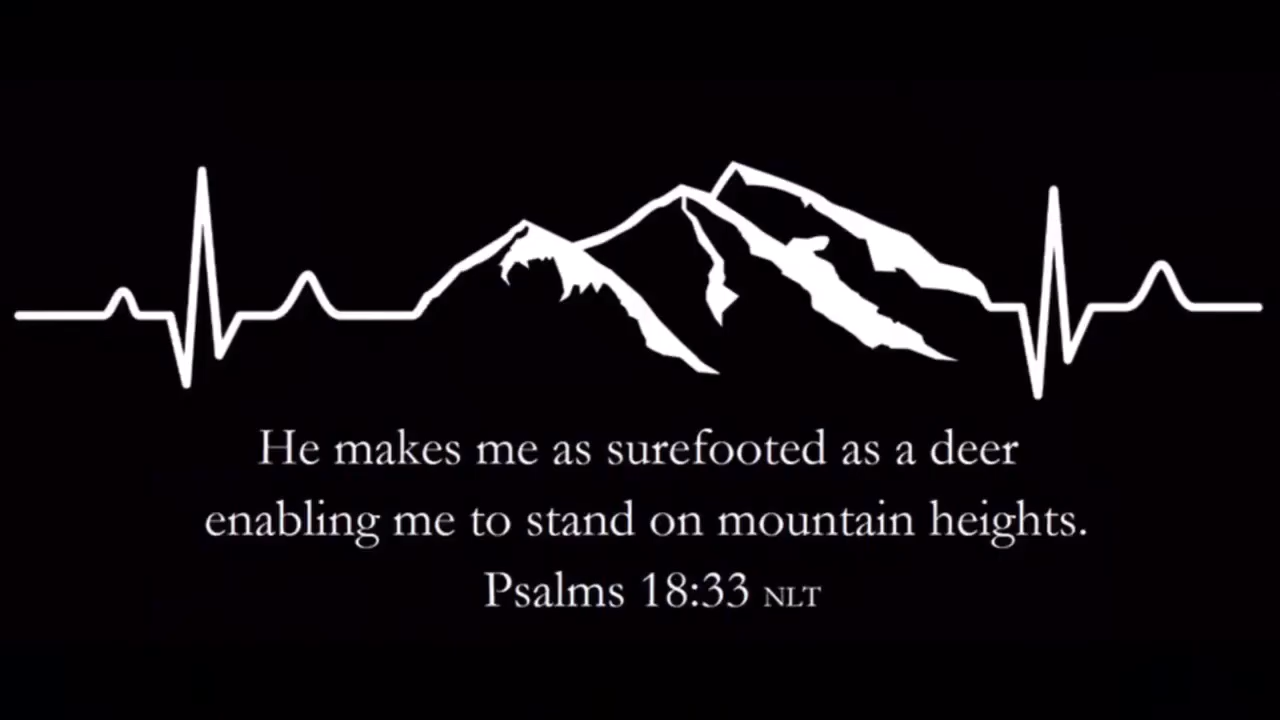 He makes me as surefooted as a deer
enabling me to stand on mountain heights.
Psalms 18:33 NLT